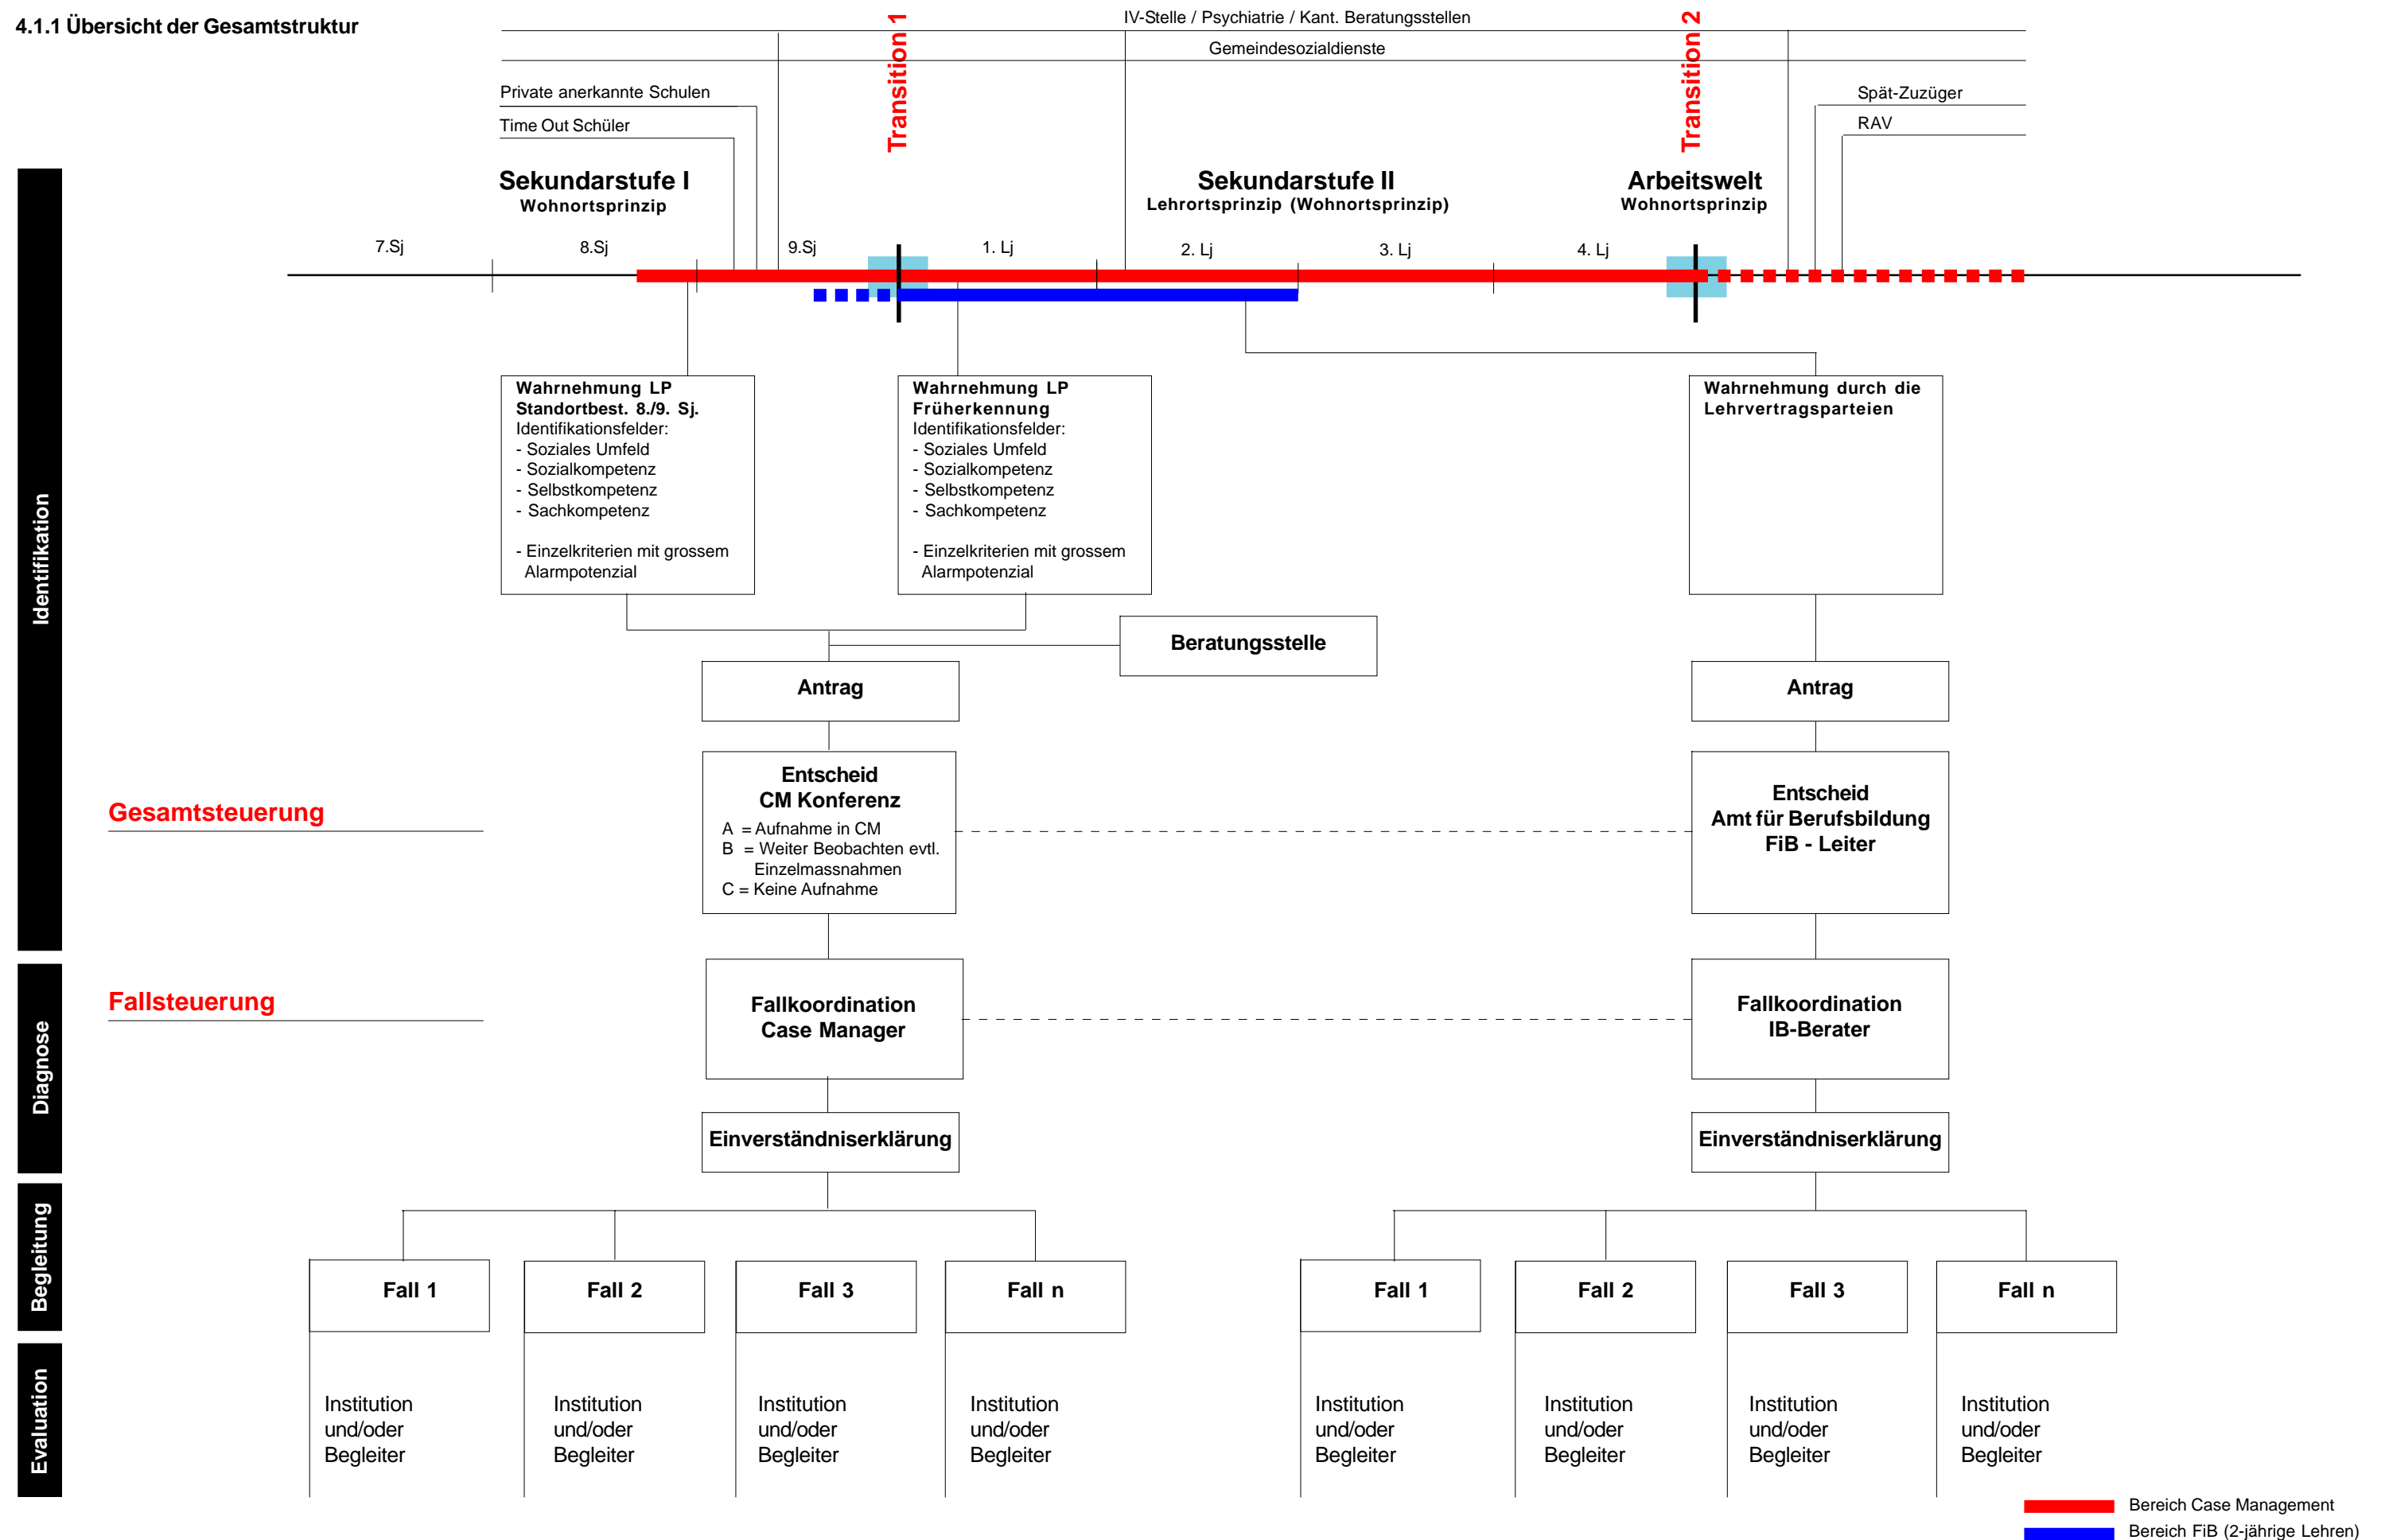 4.1.1 Übersicht der Gesamtstruktur
IV-Stelle / Psychiatrie / Kant. Beratungsstellen
Gemeindesozialdienste
Transition 1
Transition 2
Private anerkannte Schulen
Time Out Schüler
Spät-Zuzüger
RAV
Sekundarstufe I
Wohnortsprinzip
Sekundarstufe II
Lehrortsprinzip (Wohnortsprinzip)
Arbeitswelt
Wohnortsprinzip
7.Sj
8.Sj
9.Sj
1. Lj
2. Lj
3. Lj
4. Lj
Identifikation
Wahrnehmung LP
Standortbest. 8./9. Sj.
Identifikationsfelder:
- Soziales Umfeld
- Sozialkompetenz
- Selbstkompetenz
- Sachkompetenz
- Einzelkriterien mit grossem
Alarmpotenzial
Wahrnehmung LP
Früherkennung
Identifikationsfelder:
- Soziales Umfeld
- Sozialkompetenz
- Selbstkompetenz
- Sachkompetenz
- Einzelkriterien mit grossem
Alarmpotenzial
Wahrnehmung durch die
Lehrvertragsparteien
Beratungsstelle
Antrag
Antrag
Gesamtsteuerung
Entscheid
CM Konferenz
A = Aufnahme in CM
B = Weiter Beobachten evtl.
Einzelmassnahmen
C = Keine Aufnahme
Entscheid
Amt für Berufsbildung
FiB - Leiter
Diagnose
Fallsteuerung
Fallkoordination
Case Manager
Fallkoordination
IB-Berater
Einverständniserklärung
Einverständniserklärung
Begleitung
Fall 1
Fall 2
Fall 3
Fall n
Fall 1
Fall 2
Fall 3
Fall n
Evaluation
Institution
und/oder
Begleiter
Institution
und/oder
Begleiter
Institution
und/oder
Begleiter
Institution
und/oder
Begleiter
Institution
und/oder
Begleiter
Institution
und/oder
Begleiter
Institution
und/oder
Begleiter
Institution
und/oder
Begleiter
Bereich Case Management
Bereich FiB (2-jährige Lehren)